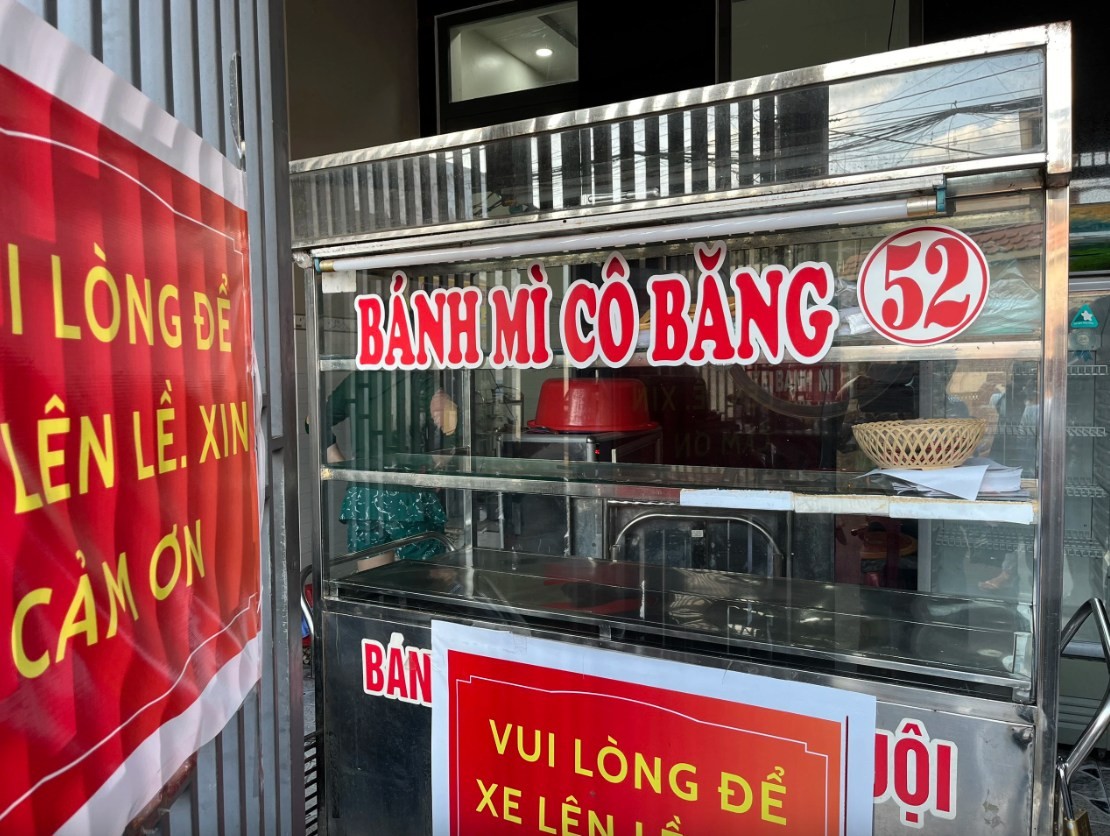 I LÒNG ĐỂ
LÊN LỀ. XIN
CẢM ƠN
BÁNH MÌ CÔ BĂNG 52
BÁN
VUI LÒNG ĐỂ
XE LÊN LỀ